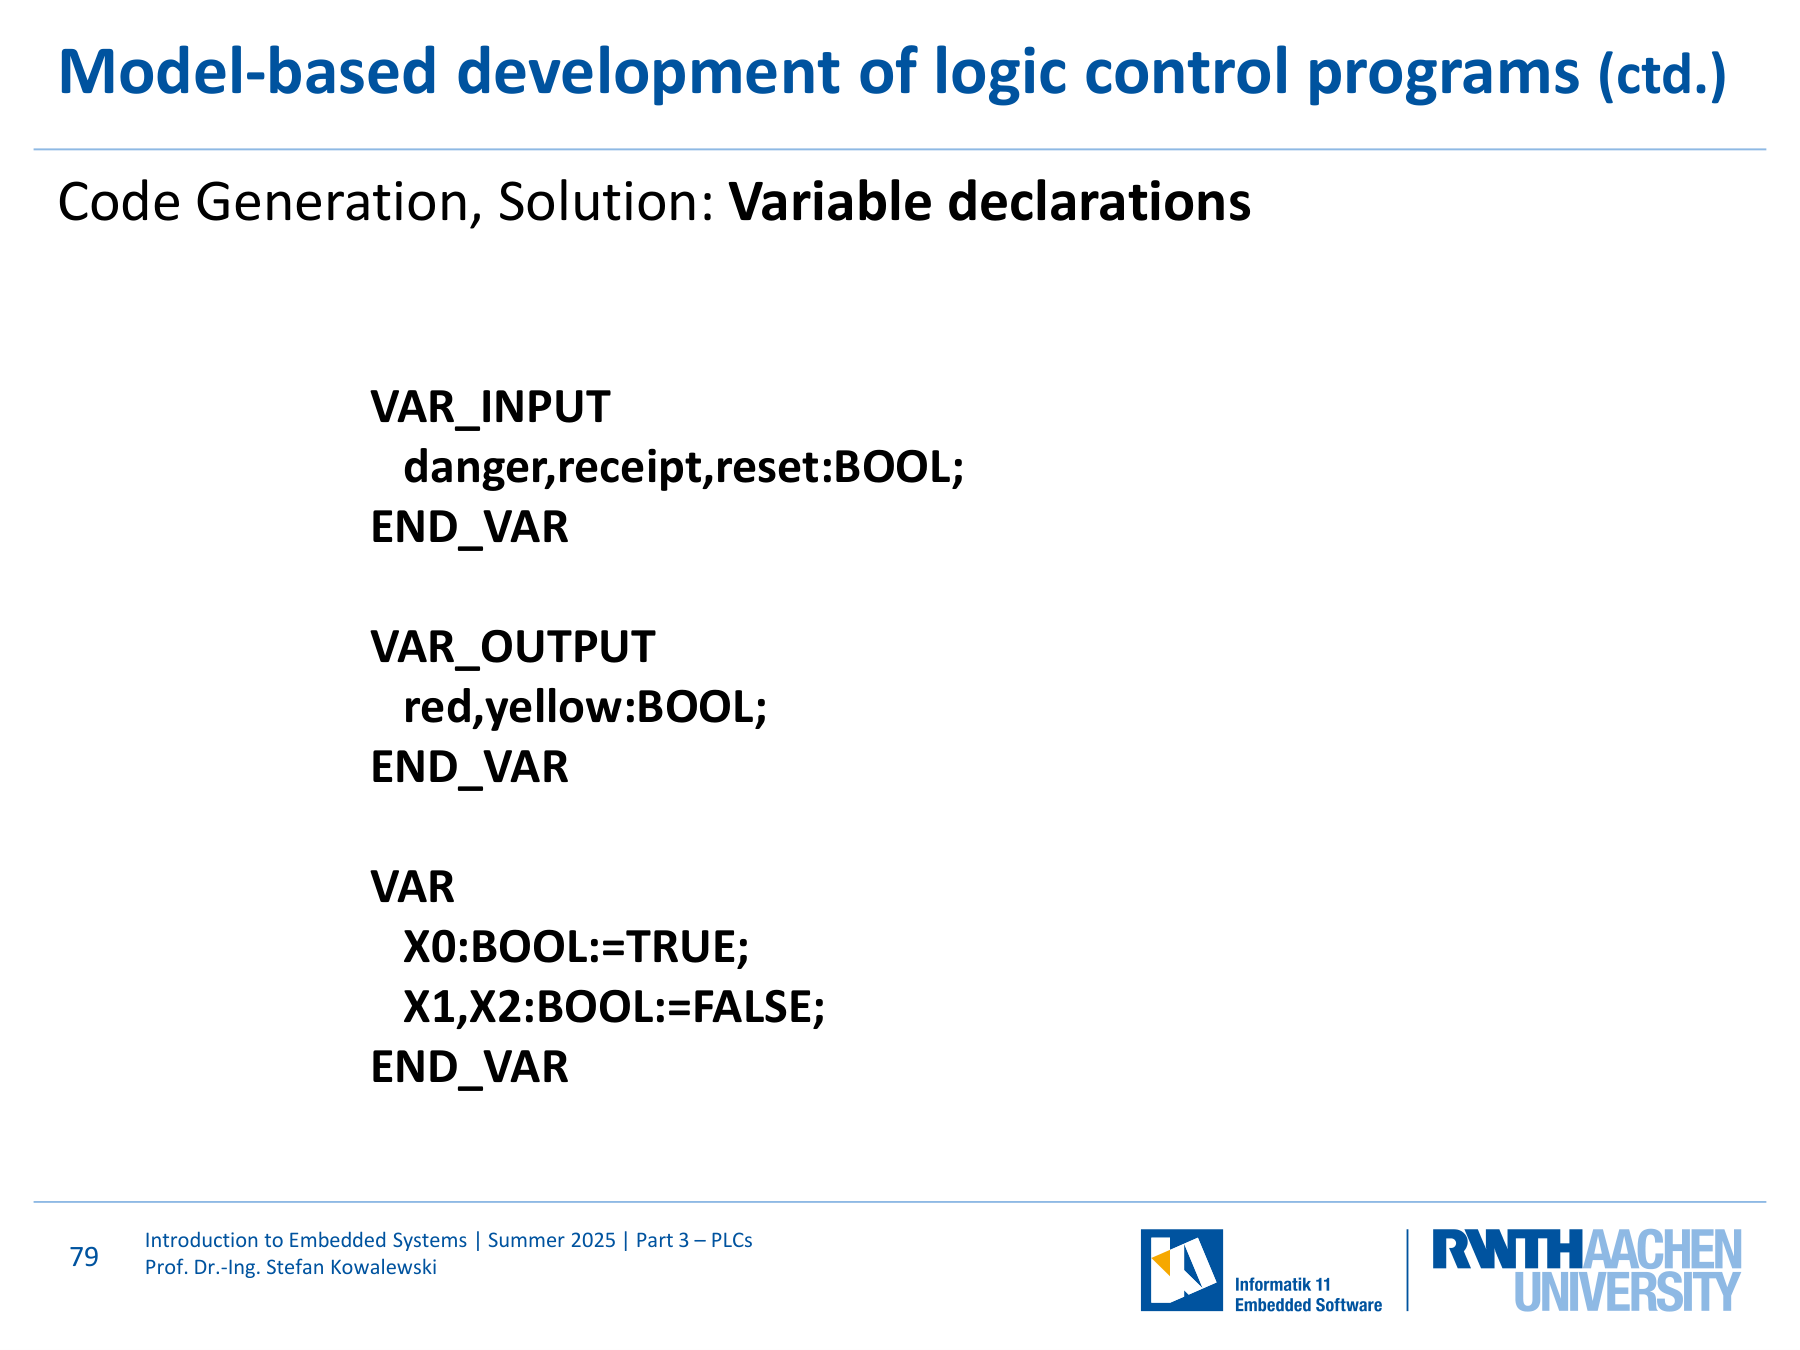 Model-based development of logic control programs (ctd.)
Code Generation, Solution: Variable declarations
VAR_INPUT
danger,receipt,reset:BOOL;
END_VAR
VAR_OUTPUT
red,yellow:BOOL;
END_VAR
VAR
X0:BOOL:=TRUE;
X1,X2:BOOL:=FALSE;
END_VAR
79
Introduction to Embedded Systems | Summer 2025 | Part 3 – PLCs
Prof. Dr.-Ing. Stefan Kowalewski
Informatik 11
Embedded Software
RWTHAACHEN
UNIVERSITY